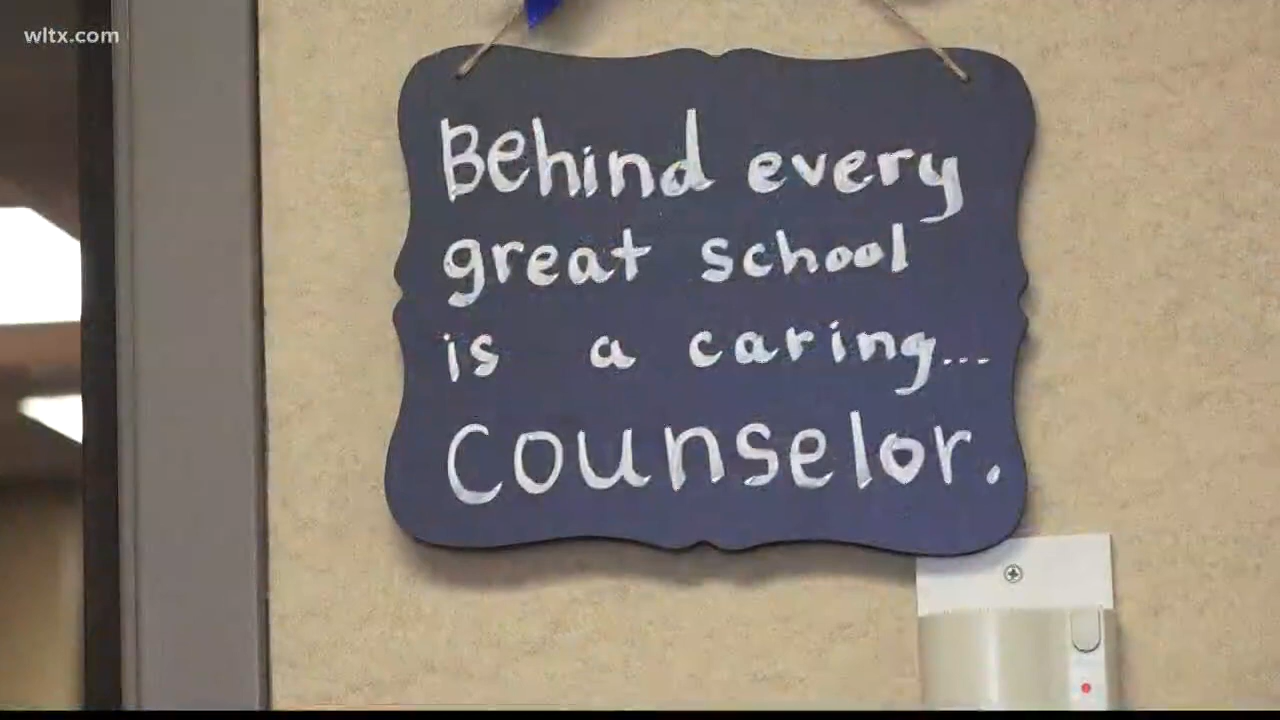 wltx.com
Behind every
great school
is a caring...
Counselor.